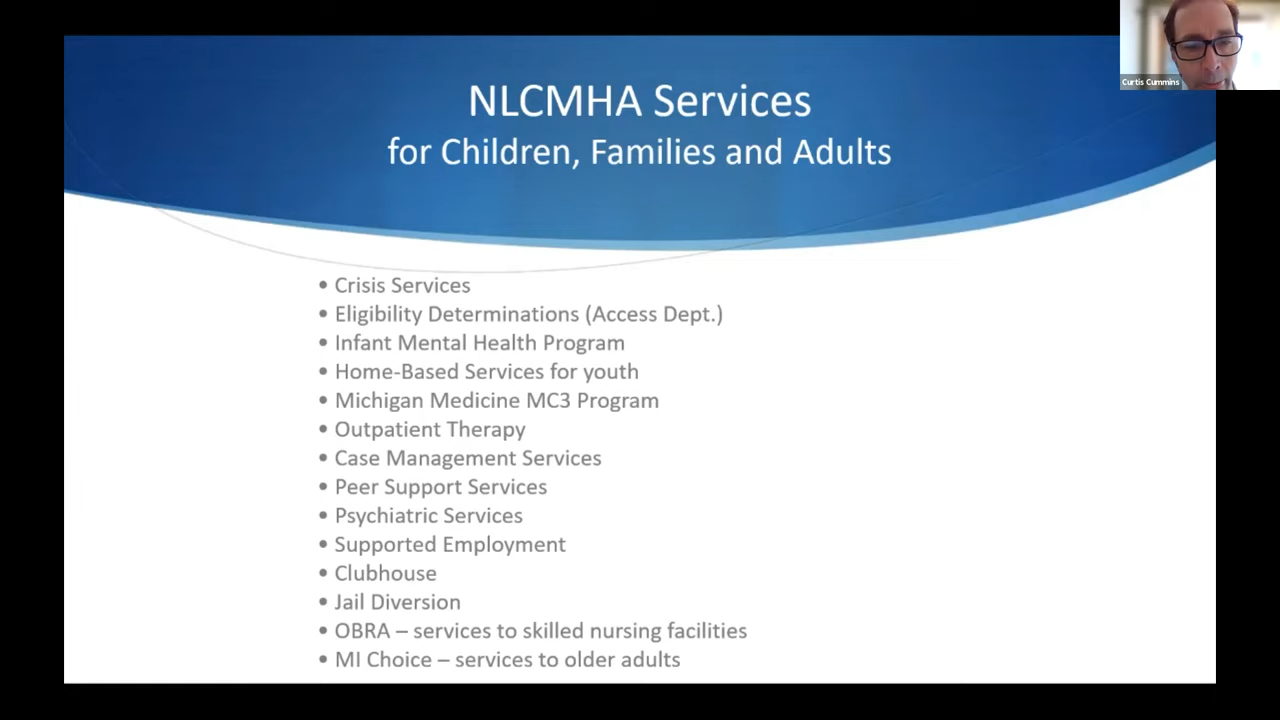 NLCMHA Services
for Children, Families and Adults
Curtis Cummins
• Crisis Services
• Eligibility Determinations (Access Dept.)
• Infant Mental Health Program
• Home-Based Services for youth
• Michigan Medicine MC3 Program
• Outpatient Therapy
• Case Management Services
• Peer Support Services
• Psychiatric Services
• Supported Employment
• Clubhouse
• Jail Diversion
• OBRA – services to skilled nursing facilities
• MI Choice – services to older adults